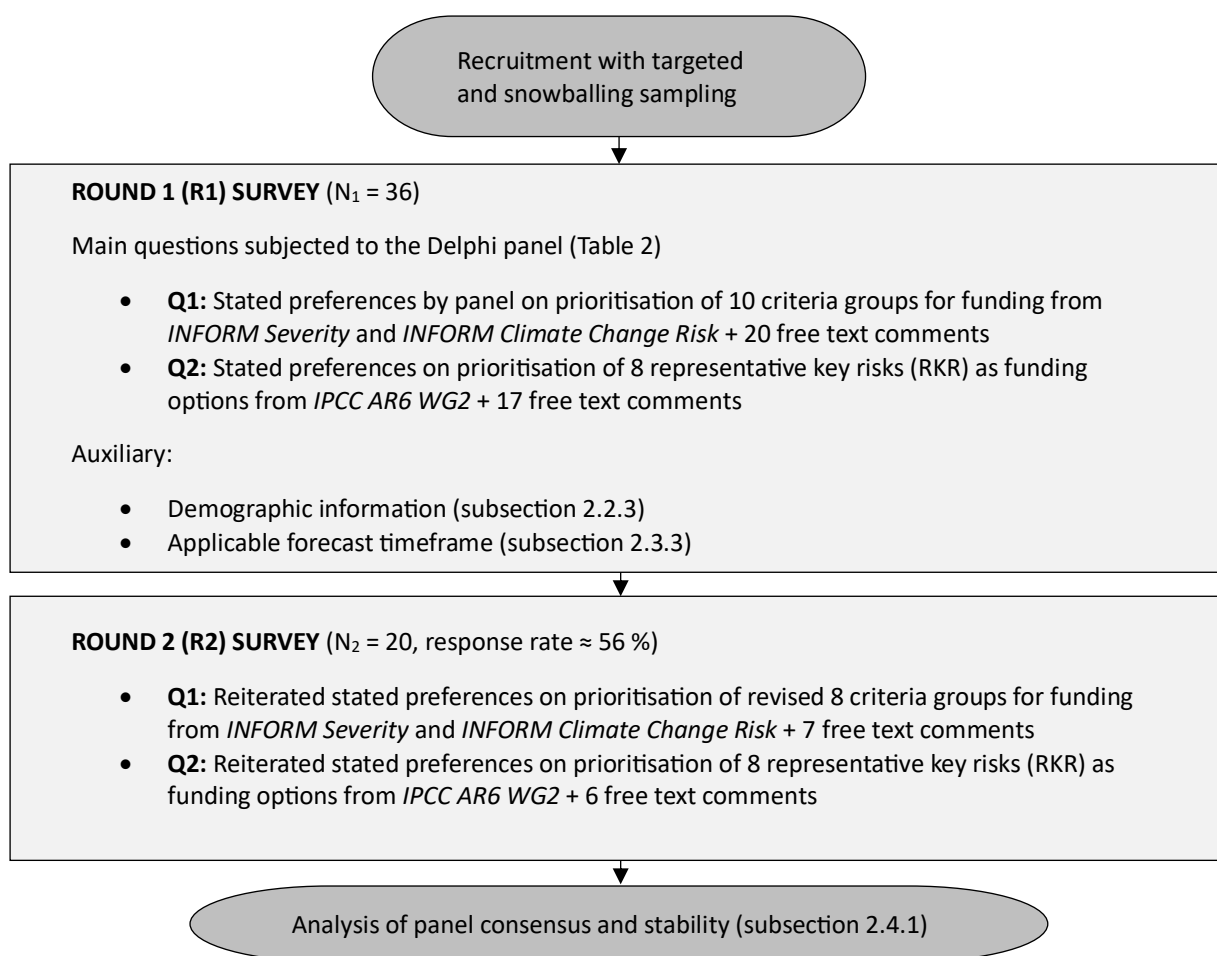 Recruitment with targeted
and snowballing sampling
ROUND 1 (R1) SURVEY (N₁ = 36)
Main questions subjected to the Delphi panel (Table 2)
• Q1: Stated preferences by panel on prioritisation of 10 criteria groups for funding from
INFORM Severity and INFORM Climate Change Risk + 20 free text comments
• Q2: Stated preferences on prioritisation of 8 representative key risks (RKR) as funding
options from IPCC AR6 WG2 + 17 free text comments
Auxiliary:
• Demographic information (subsection 2.2.3)
• Applicable forecast timeframe (subsection 2.3.3)
ROUND 2 (R2) SURVEY (N₂ = 20, response rate ≈ 56 %)
• Q1: Reiterated stated preferences on prioritisation of revised 8 criteria groups for funding
from INFORM Severity and INFORM Climate Change Risk + 7 free text comments
• Q2: Reiterated stated preferences on prioritisation of 8 representative key risks (RKR) as
funding options from IPCC AR6 WG2 + 6 free text comments
Analysis of panel consensus and stability (subsection 2.4.1)